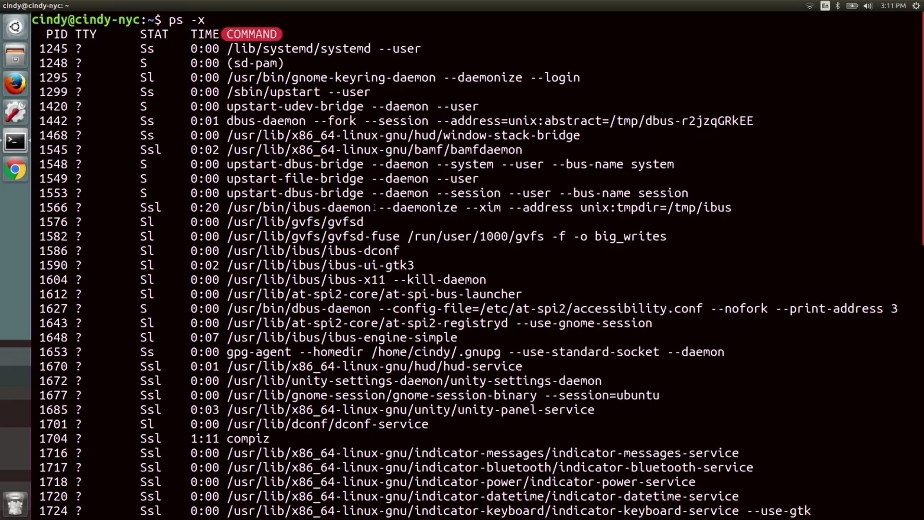 En
3:11 PM
cindy@cindy-nyc:~$ ps -x
PID TTY STAT TIME COMMAND
1245 ? Ss 0:00 /lib/systemd/systemd --user
1248 ? S 0:00 (sd-pam)
1295 ? Sl 0:00 /usr/bin/gnome-keyring-daemon --daemonize --login
1299 ? Ss 0:00 /sbin/upstart --user
1420 ? S 0:00 upstart-udev-bridge --daemon --user
1442 ? Ss 0:01 dbus-daemon --fork --session --address=unix:abstract=/tmp/dbus-r2jzqGRkEE
1468 ? Ss 0:00 /usr/lib/x86_64-linux-gnu/hud/window-stack-bridge
1545 ? Ssl 0:02 /usr/lib/x86_64-linux-gnu/bamf/bamfdaemon
1548 ? S 0:00 upstart-dbus-bridge --daemon --system --user --bus-name system
1549 ? S 0:00 upstart-file-bridge --daemon --user
1553 ? S 0:00 upstart-dbus-bridge --daemon --session --user --bus-name session
1566 ? Ssl 0:20 /usr/bin/ibus-daemon --daemonize --xim --address unix:tmpdir=/tmp/ibus
1576 ? Sl 0:00 /usr/lib/gvfs/gvfsd
1582 ? Sl 0:00 /usr/lib/gvfs/gvfsd-fuse /run/user/1000/gvfs -f -o big_writes
1586 ? Sl 0:00 /usr/lib/ibus/ibus-dconf
1590 ? Sl 0:02 /usr/lib/ibus/ibus-ui-gtk3
1604 ? Sl 0:00 /usr/lib/ibus/ibus-x11 --kill-daemon
1612 ? Sl 0:00 /usr/lib/at-spi2-core/at-spi-bus-launcher
1627 ? S 0:00 /usr/bin/dbus-daemon --config-file=/etc/at-spi2/accessibility.conf --nofork --print-address 3
1643 ? Sl 0:00 /usr/lib/at-spi2-core/at-spi2-registryd --use-gnome-session
1648 ? Sl 0:07 /usr/lib/ibus/ibus-engine-simple
1653 ? Ss 0:00 gpg-agent --homedir /home/cindy/.gnupg --use-standard-socket --daemon
1670 ? Ssl 0:01 /usr/lib/x86_64-linux-gnu/hud/hud-service
1672 ? Ssl 0:00 /usr/lib/unity-settings-daemon/unity-settings-daemon
1677 ? Ssl 0:00 /usr/lib/gnome-session/gnome-session-binary --session=ubuntu
1685 ? Ssl 0:03 /usr/lib/x86_64-linux-gnu/unity/unity-panel-service
1701 ? Sl 0:00 /usr/lib/dconf/dconf-service
1704 ? Ssl 1:11 compiz
1716 ? Ssl 0:00 /usr/lib/x86_64-linux-gnu/indicator-messages/indicator-messages-service
1717 ? Ssl 0:00 /usr/lib/x86_64-linux-gnu/indicator-bluetooth/indicator-bluetooth-service
1718 ? Ssl 0:00 /usr/lib/x86_64-linux-gnu/indicator-power/indicator-power-service
1720 ? Ssl 0:00 /usr/lib/x86_64-linux-gnu/indicator-datetime/indicator-datetime-service
1724 ? Ssl 0:00 /usr/lib/x86_64-linux-gnu/indicator-keyboard/indicator-keyboard-service --use-gtk